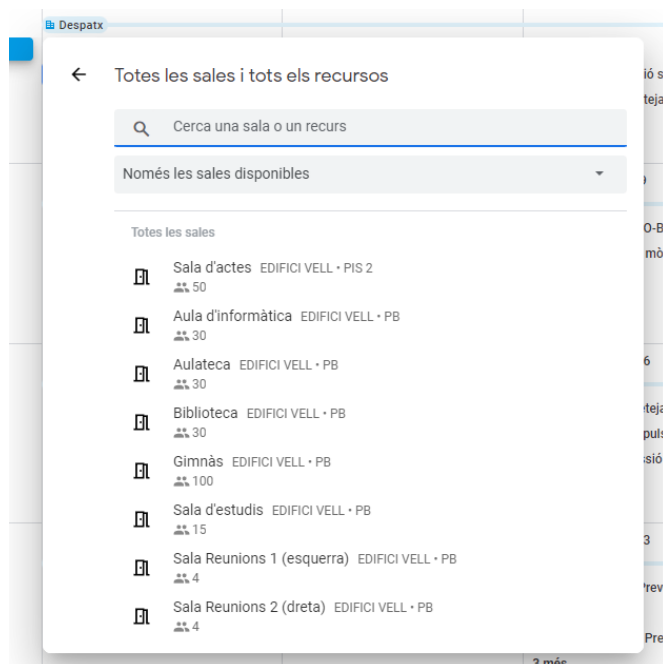 Despatx
Totes les sales i tots els recursos
Cerca una sala o un recurs
Només les sales disponibles
Totes les sales
Sala d'actes EDIFICI VELL • PIS 2
50
Aula d'informàtica EDIFICI VELL • PB
30
Aulateca EDIFICI VELL • PB
30
Biblioteca EDIFICI VELL • PB
30
Gimnàs EDIFICI VELL • PB
100
Sala d'estudis EDIFICI VELL • PB
15
Sala Reunions 1 (esquerra) EDIFICI VELL • PB
4
Sala Reunions 2 (dreta) EDIFICI VELL • PB
4
3 més